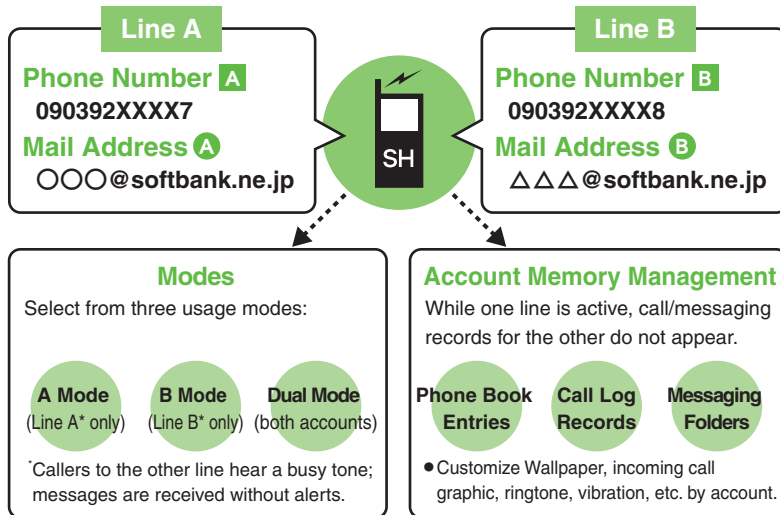 Line A
Phone Number A
090392XXXX7
Mail Address A
○○○@softbank.ne.jp
SH
Line B
Phone Number B
090392XXXX8
Mail Address B
△△△@softbank.ne.jp
Modes
Select from three usage modes:
A Mode
(Line A* only)
B Mode
(Line B* only)
Dual Mode
(both accounts)
*Callers to the other line hear a busy tone;
messages are received without alerts.
Account Memory Management
While one line is active, call/messaging
records for the other do not appear.
Phone Book
Entries
Call Log
Records
Messaging
Folders
●Customize Wallpaper, incoming call
graphic, ringtone, vibration, etc. by account.